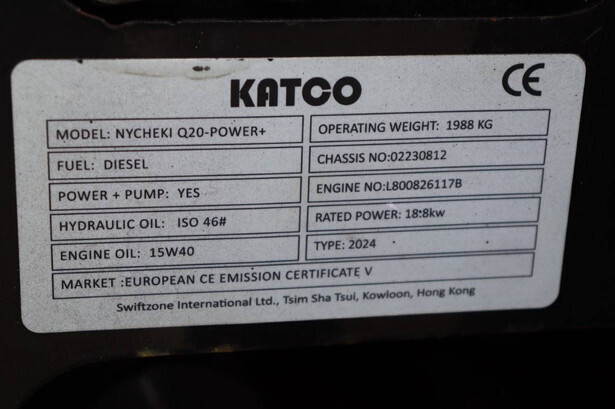 KATCO
CE
MODEL: NYCHEKI Q20-POWER+
OPERATING WEIGHT: 1988 KG
FUEL: DIESEL
CHASSIS NO:02230812
POWER + PUMP: YES
ENGINE NO:L800826117B
HYDRAULIC OIL: ISO 46#
RATED POWER: 18:8kw
ENGINE OIL: 15W40
TYPE: 2024
MARKET :EUROPEAN CE EMISSION CERTIFICATE V
Swiftzone International Ltd., Tsim Sha Tsui, Kowloon, Hong Kong